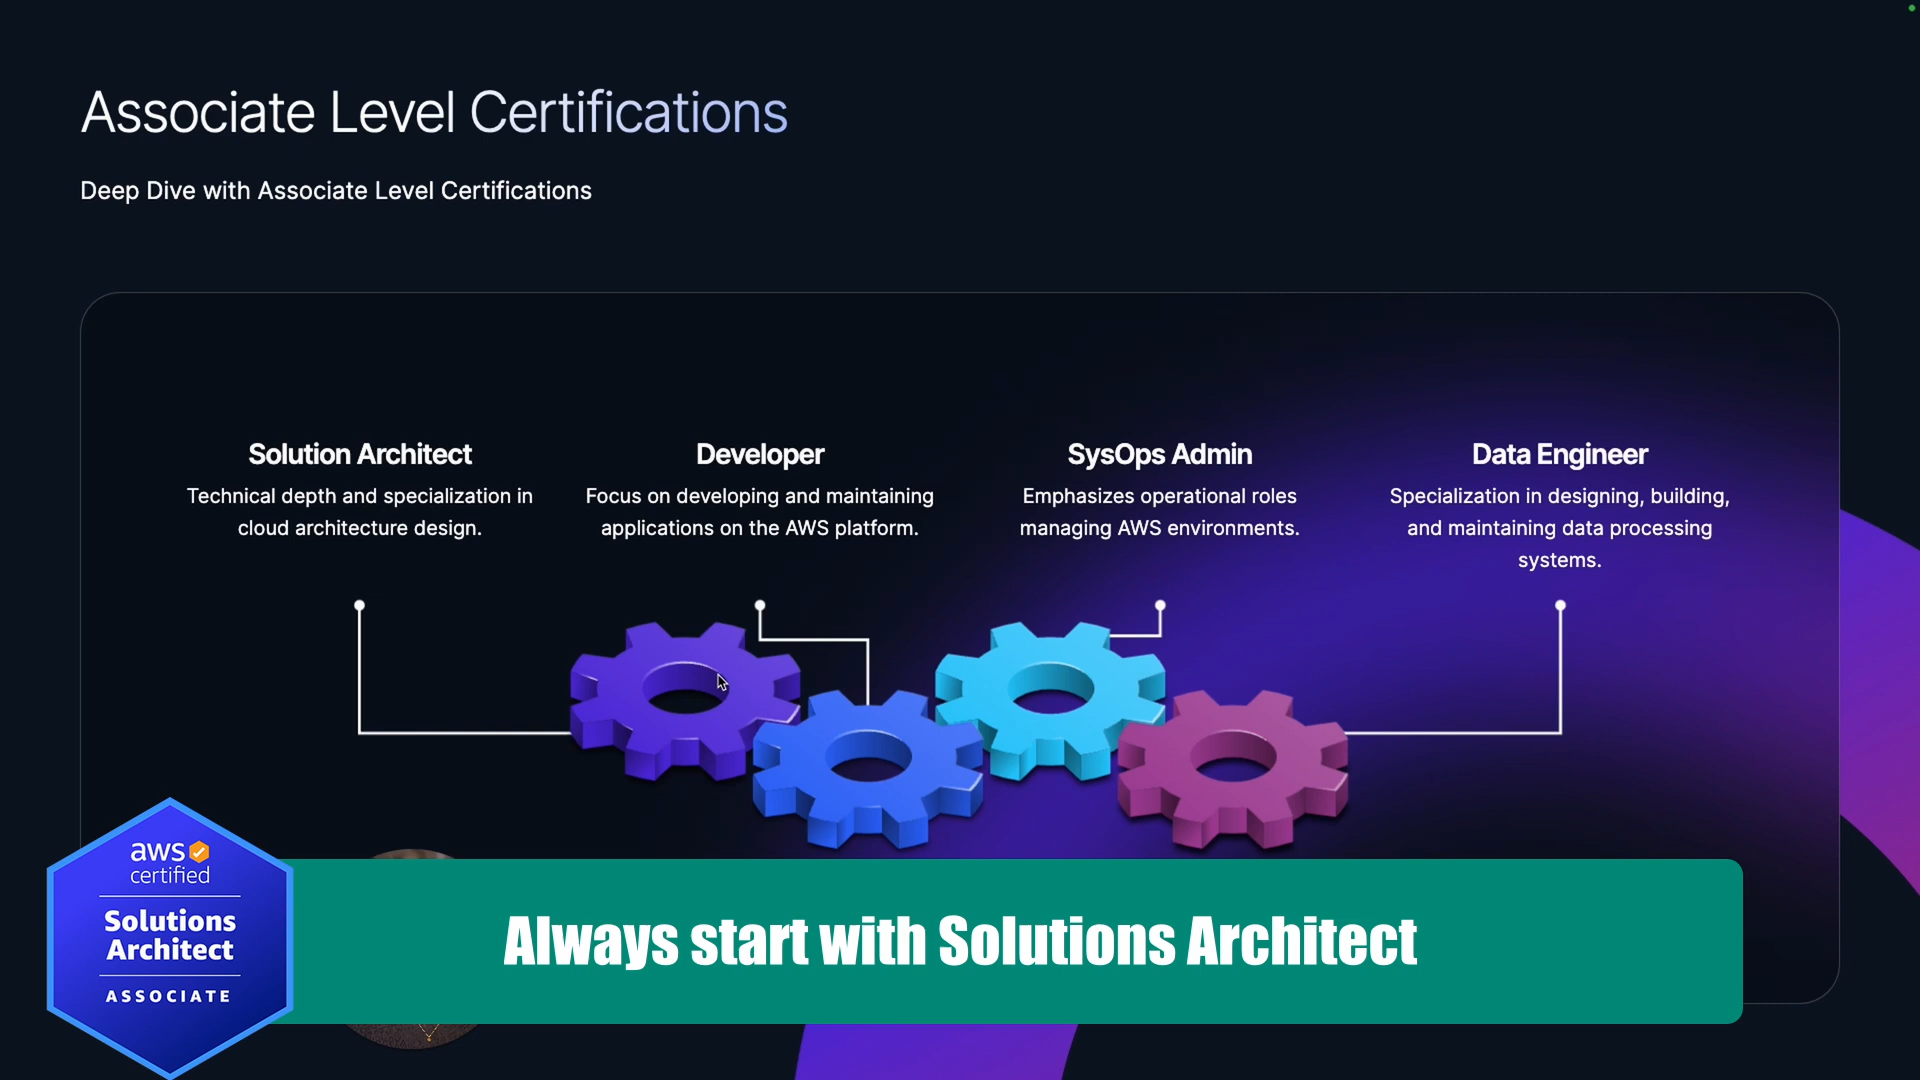 Associate Level Certifications
Deep Dive with Associate Level Certifications
Solution Architect
Technical depth and specialization in
cloud architecture design.
Developer
Focus on developing and maintaining
applications on the AWS platform.
SysOps Admin
Emphasizes operational roles
managing AWS environments.
Data Engineer
Specialization in designing, building,
and maintaining data processing
systems.
aws
certified
Solutions
Architect
ASSOCIATE
Always start with Solutions Architect